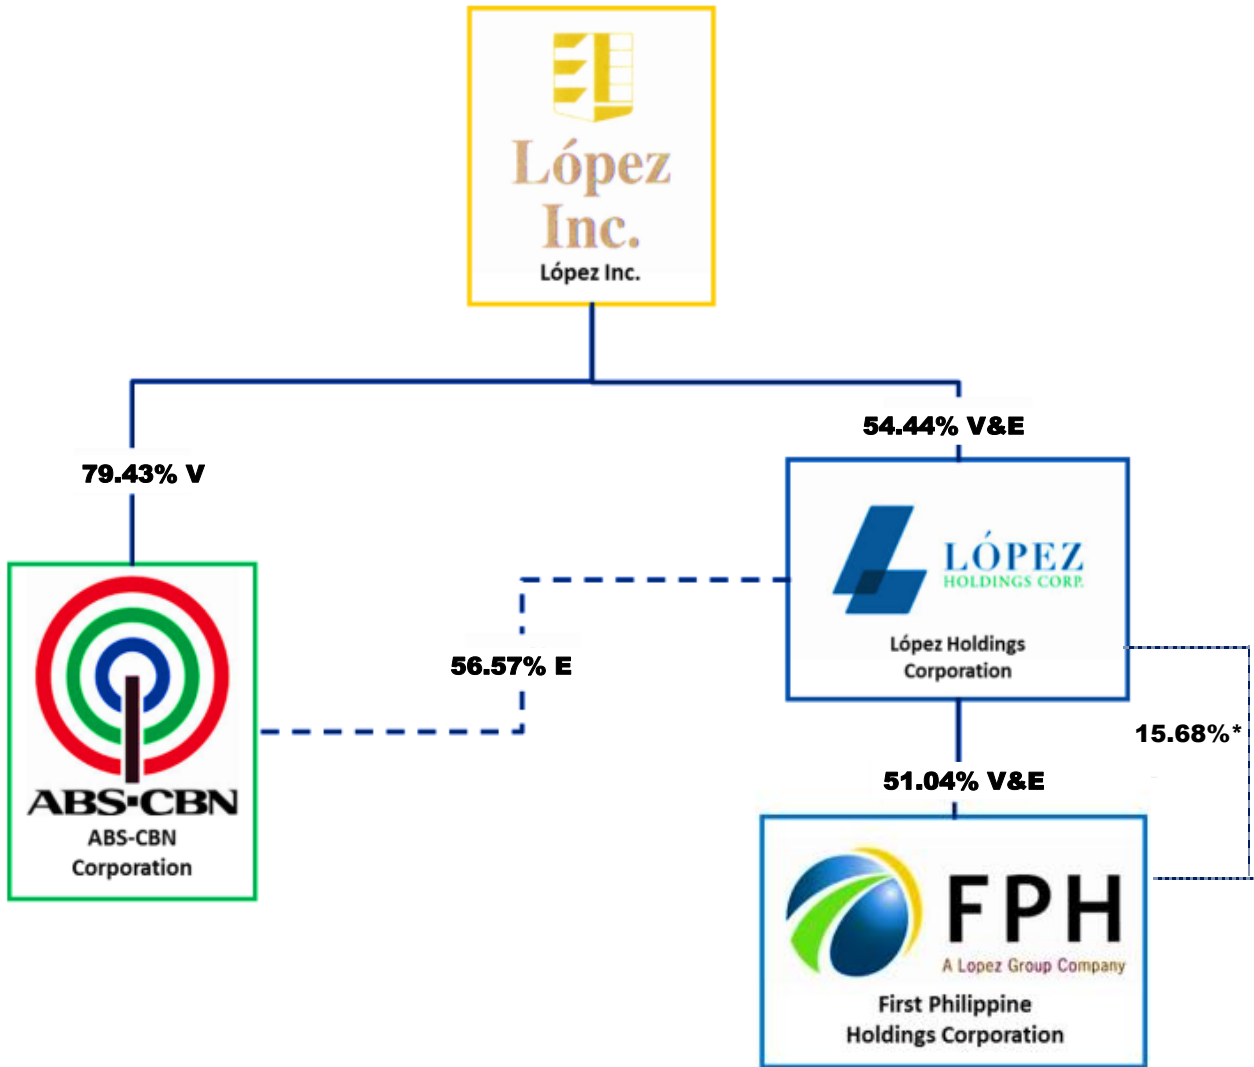 López
Inc.
López Inc.
54.44% V&E
79.43% V
LÓPEZ
HOLDINGS CORP.
López Holdings
Corporation
56.57% E
15.68%*
51.04% V&E
ABS-CBN
ABS-CBN
Corporation
FPH
A Lopez Group Company
First Philippine
Holdings Corporation